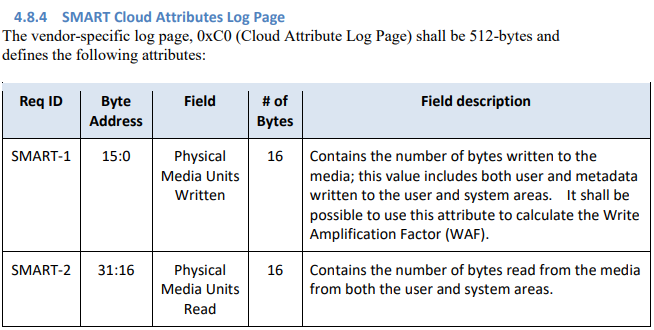 4.8.4 SMART Cloud Attributes Log Page
The vendor-specific log page, 0xC0 (Cloud Attribute Log Page) shall be 512-bytes and
defines the following attributes:
Req ID Byte Address Field # of Bytes Field description
SMART-1 15:0 Physical Media Units Written 16 Contains the number of bytes written to the
media; this value includes both user and metadata
written to the user and system areas. It shall be
possible to use this attribute to calculate the Write
Amplification Factor (WAF).
SMART-2 31:16 Physical Media Units Read 16 Contains the number of bytes read from the media
from both the user and system areas.